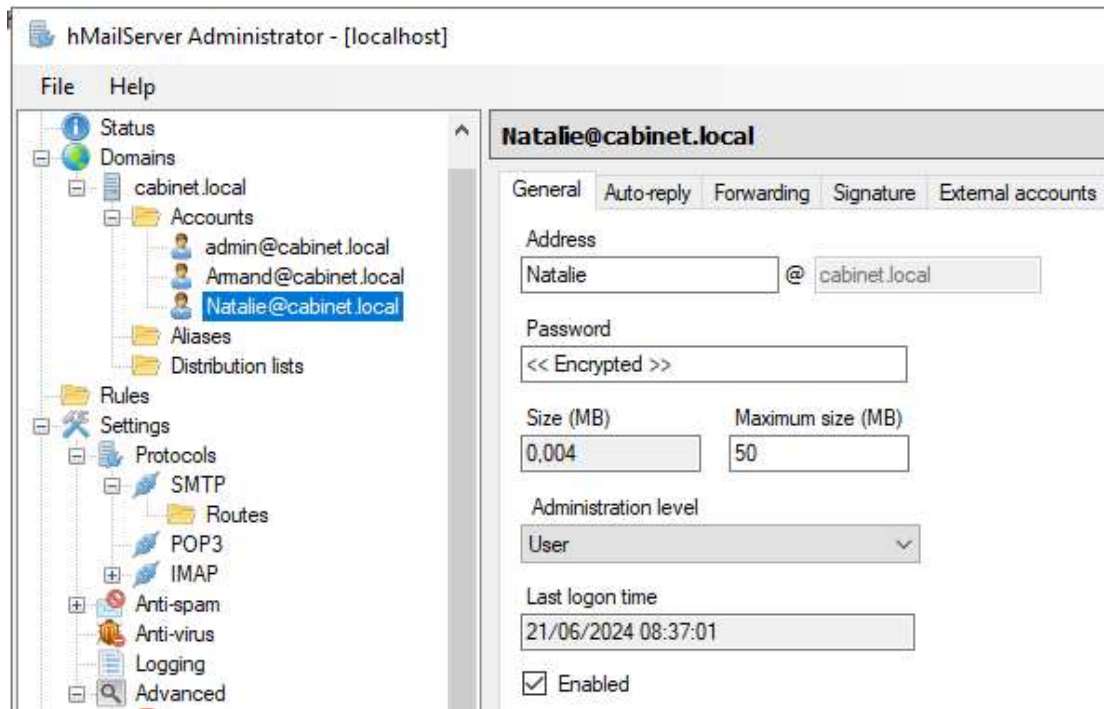 hMailServer Administrator - [localhost]
File Help
Status
Domains
cabinet.local
Accounts
admin@cabinet.local
Armand@cabinet.local
Natalie@cabinet.local
Aliases
Distribution lists
Rules
Settings
Protocols
SMTP
Routes
POP3
IMAP
Anti-spam
Anti-virus
Logging
Advanced
Natalie@cabinet.local
General Auto-reply Forwarding Signature External accounts
Address
Natalie @ cabinet.local
Password
<< Encrypted >>
Size (MB) Maximum size (MB)
0,004 50
Administration level
User
Last logon time
21/06/2024 08:37:01
Enabled